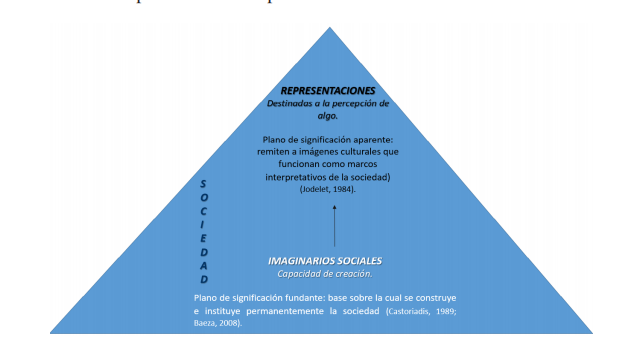 REPRESENTACIONES
Destinadas a la percepción de
algo.
Plano de significación aparente:
remiten a imágenes culturales que
funcionan como marcos
interpretativos de la sociedad)
(Jodelet, 1984).
S
O
C
I
E
D
A
D
IMAGINARIOS SOCIALES
Capacidad de creación.
Plano de significación fundante: base sobre la cual se construye
e instituye permanentemente la sociedad (Castoriadis, 1989;
Baeza, 2008).